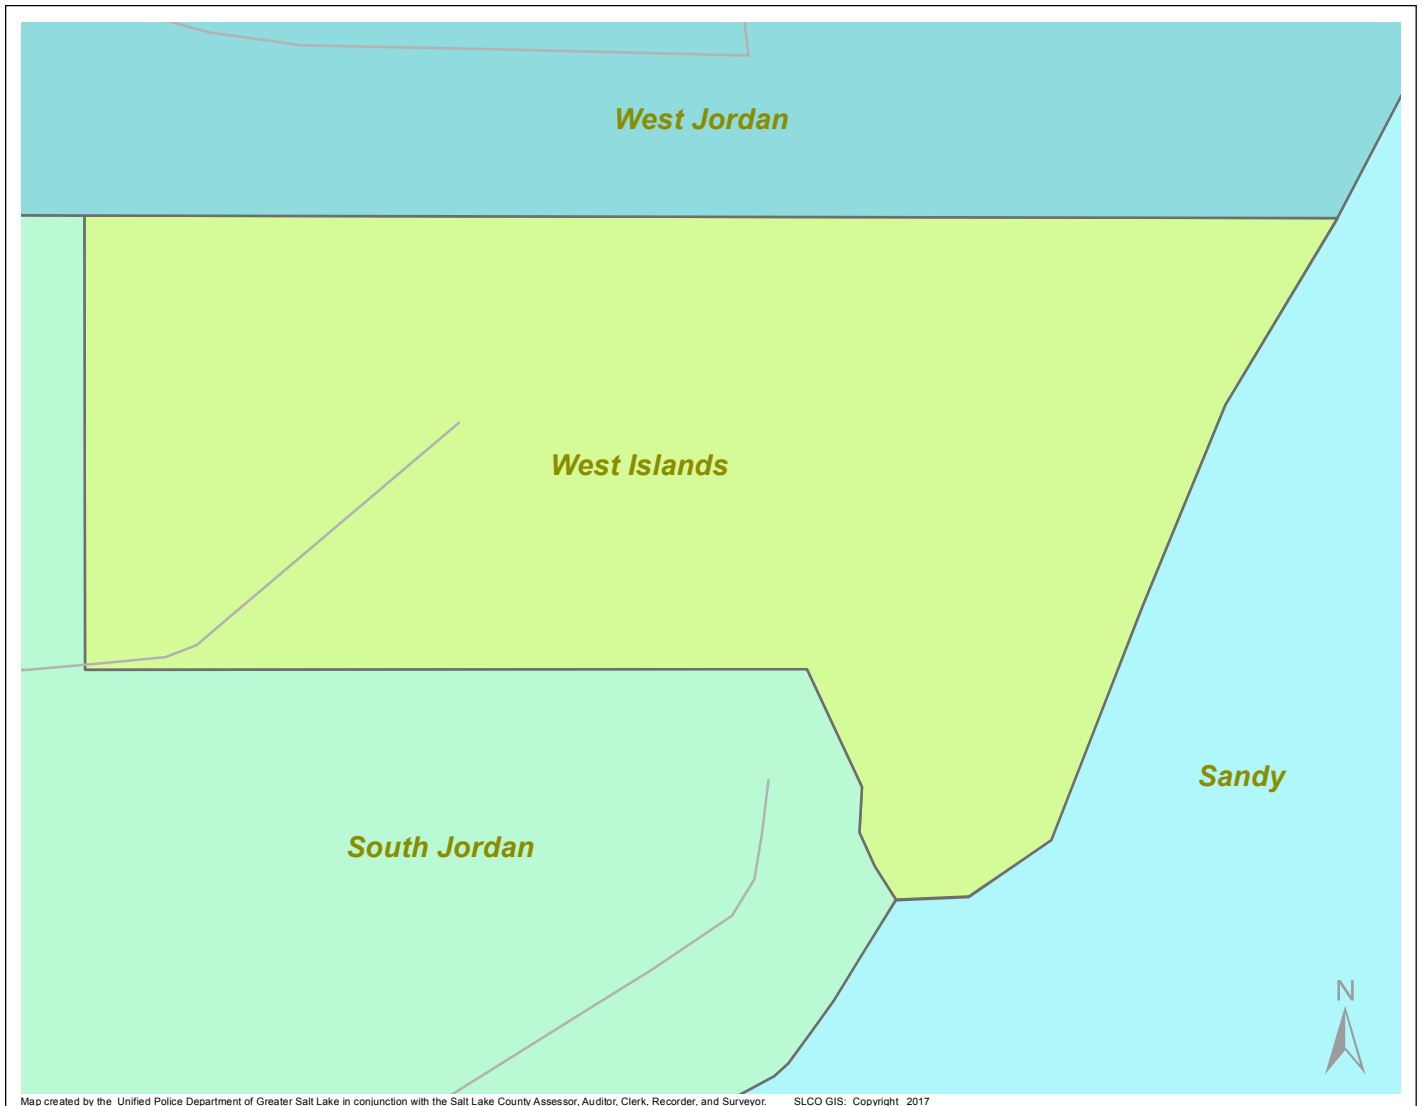 West Jordan
West Islands
Sandy
South Jordan
N
Map created by the Unified Police Department of Greater Salt Lake in conjunction with the Salt Lake County Assessor, Auditor, Clerk, Recorder, and Surveyor. SLCO GIS: Copyright 2017